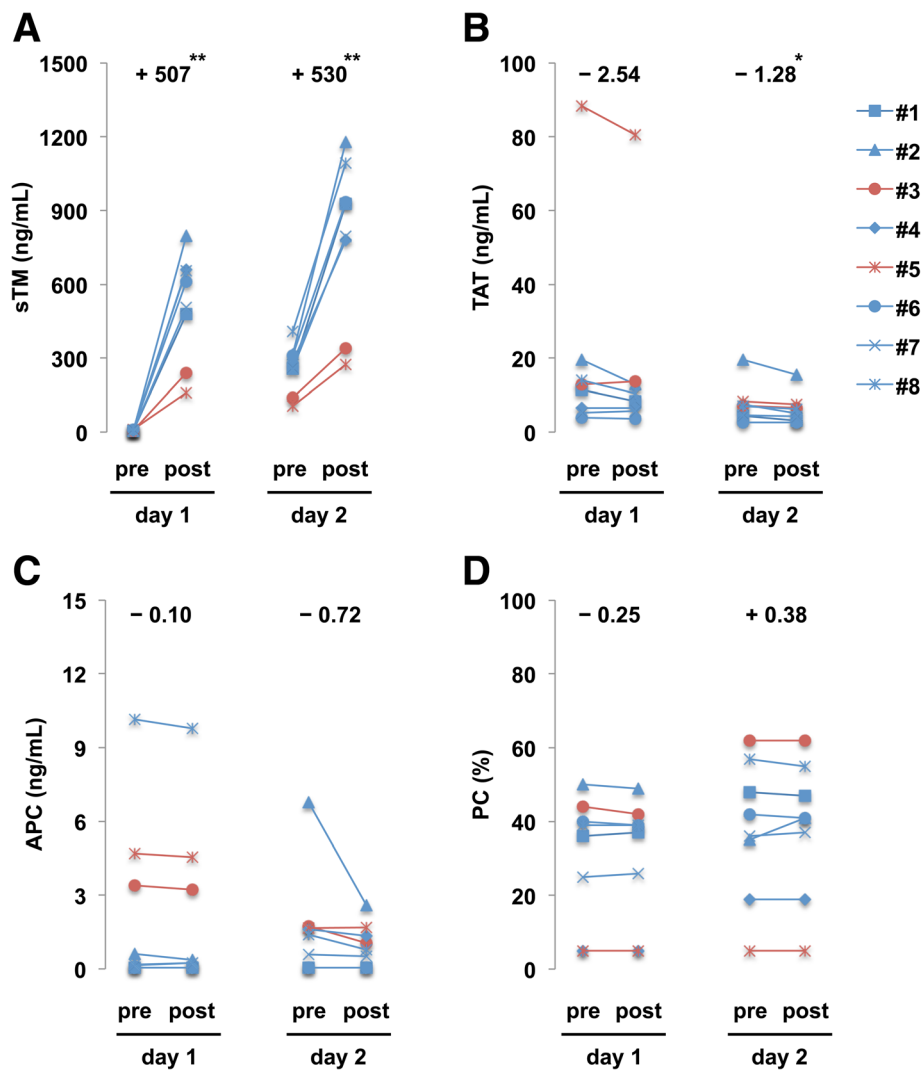 A
sTM (ng/mL)
1500
1200
900
600
300
0
+ 507**
+ 530**
pre post pre post
day 1 day 2
B
TAT (ng/mL)
100
80
60
40
20
0
− 2.54
− 1.28*
pre post pre post
day 1 day 2
#1
#2
#3
#4
#5
#6
#7
#8
C
APC (ng/mL)
15
12
9
6
3
0
− 0.10
− 0.72
pre post pre post
day 1 day 2
D
PC (%)
100
80
60
40
20
0
− 0.25
+ 0.38
pre post pre post
day 1 day 2